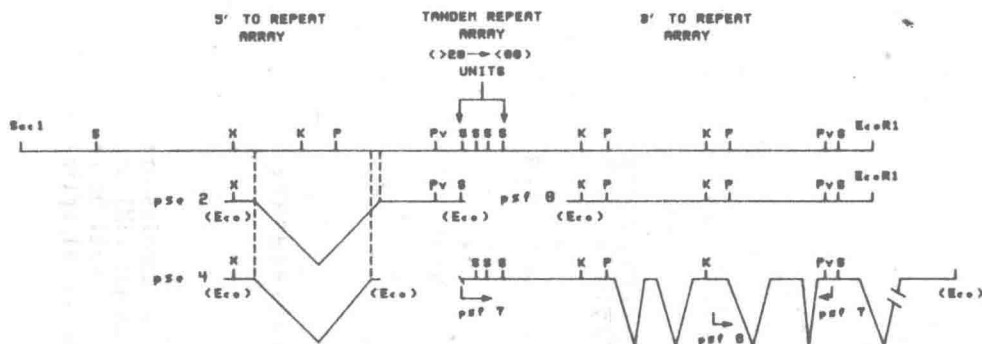 5' TO REPEAT
ARRAY
TANDEM REPEAT
ARRAY
(>20→<80)
UNITS
3' TO REPEAT
ARRAY
Sac1 S X K P Pv S S S S K P K P Pv S EcoR1
X Pv S K P K P Pv S EcoR1
pSe 2 (Eco) (Eco) psf 8 (Eco)
X S S S K P K Pv S
pSe 4 (Eco) (Eco) (Eco)
psf 7 psf 8 psf 7